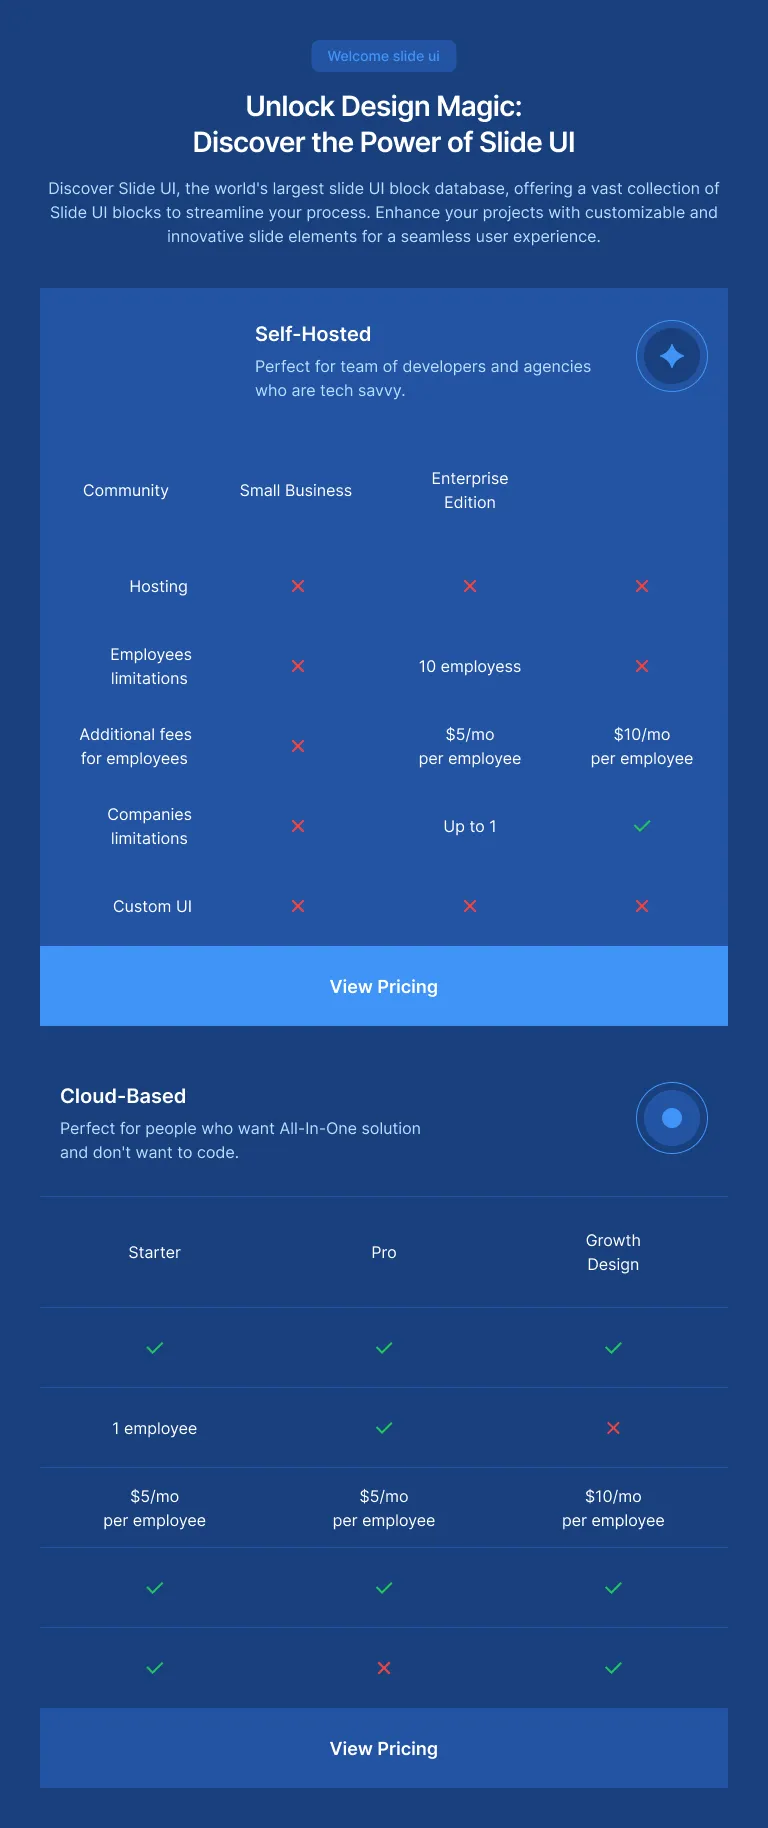 Welcome slide ui
Unlock Design Magic:
Discover the Power of Slide UI
Discover Slide UI, the world's largest slide UI block database, offering a vast collection of
Slide UI blocks to streamline your process. Enhance your projects with customizable and
innovative slide elements for a seamless user experience.
Self-Hosted
Perfect for team of developers and agencies
who are tech savvy.
Community Small Business Enterprise
Edition
Hosting
Employees
limitations
10 employess
Additional fees
for employees
$5/mo
per employee
$10/mo
per employee
Companies
limitations
Up to 1
Custom UI
View Pricing
Cloud-Based
Perfect for people who want All-In-One solution
and don't want to code.
Starter
Pro
Growth
Design
1 employee
$5/mo
per employee
$5/mo
per employee
$10/mo
per employee
View Pricing